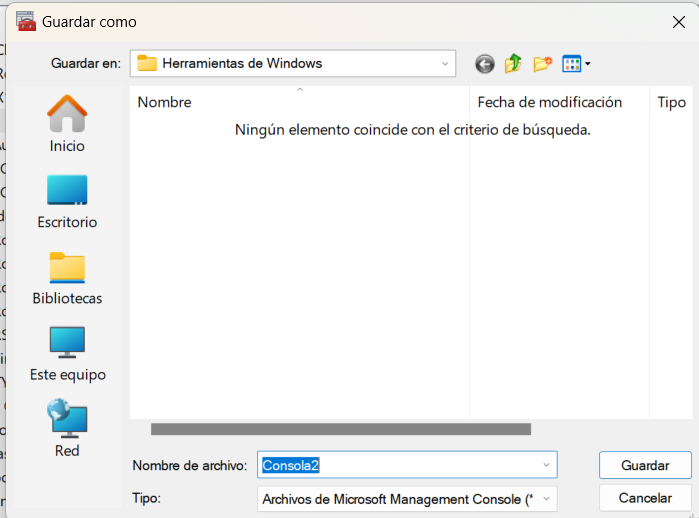 Guardar como
Guardar en:
Herramientas de Windows
Nombre
Fecha de modificación
Tipo
Ningún elemento coincide con el criterio de búsqueda.
Inicio
Escritorio
Bibliotecas
Este equipo
Red
Nombre de archivo:
Consola2
Guardar
Tipo:
Archivos de Microsoft Management Console (*
Cancelar